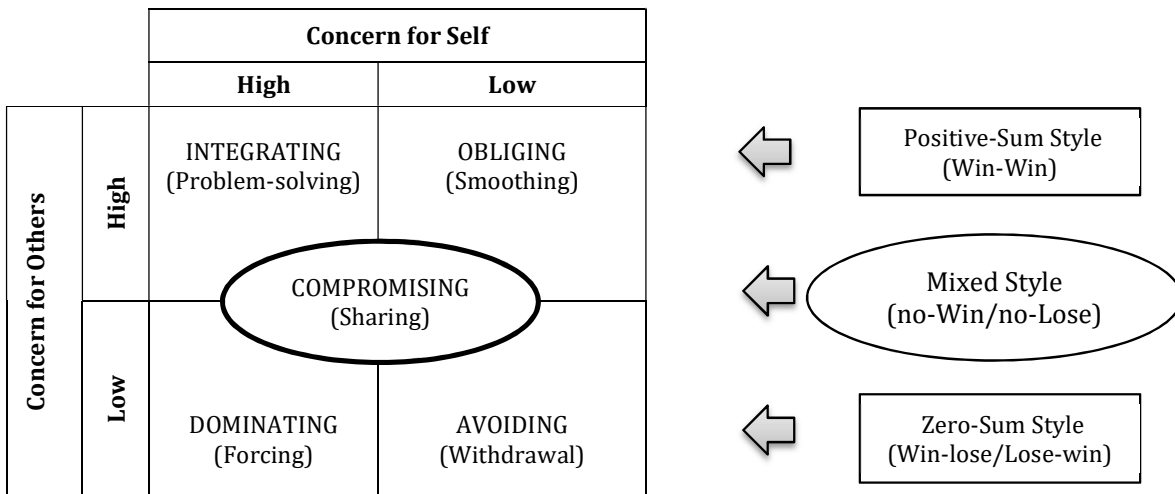 Concern for Self
High
Low
Concern for Others
High
INTEGRATING
(Problem-solving)
OBLIGING
(Smoothing)
Positive-Sum Style
(Win-Win)
COMPROMISING
(Sharing)
Mixed Style
(no-Win/no-Lose)
Low
DOMINATING
(Forcing)
AVOIDING
(Withdrawal)
Zero-Sum Style
(Win-lose/Lose-win)